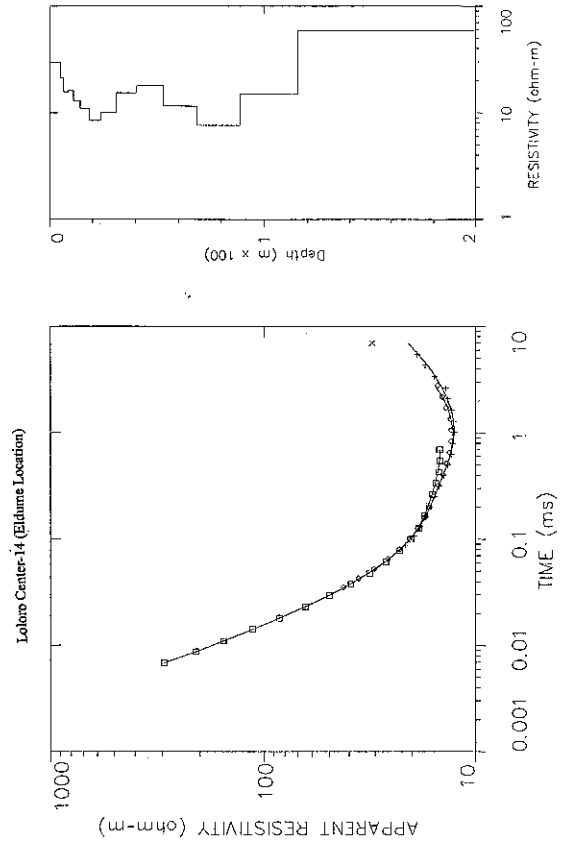 Loloro Center-14 (Eldume Location)
APPARENT RESISTIVITY (ohm-m)
1000
100
10
0.001
0.01
0.1
1
10
TIME (ms)
0
1
2
Depth (m x 100)
1
10
100
RESISTIVITY (ohm-m)